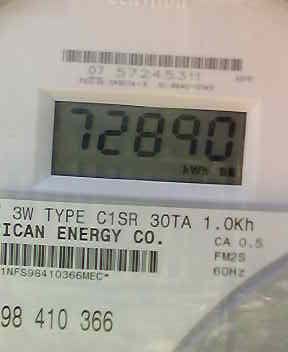 07 57245311
72890
kWh
3W TYPE C1SR 30TA 1.0Kh
ICAN ENERGY CO.
CA 0.5
FM2S
60Hz
1NFS98410366MEC*
98 410 366